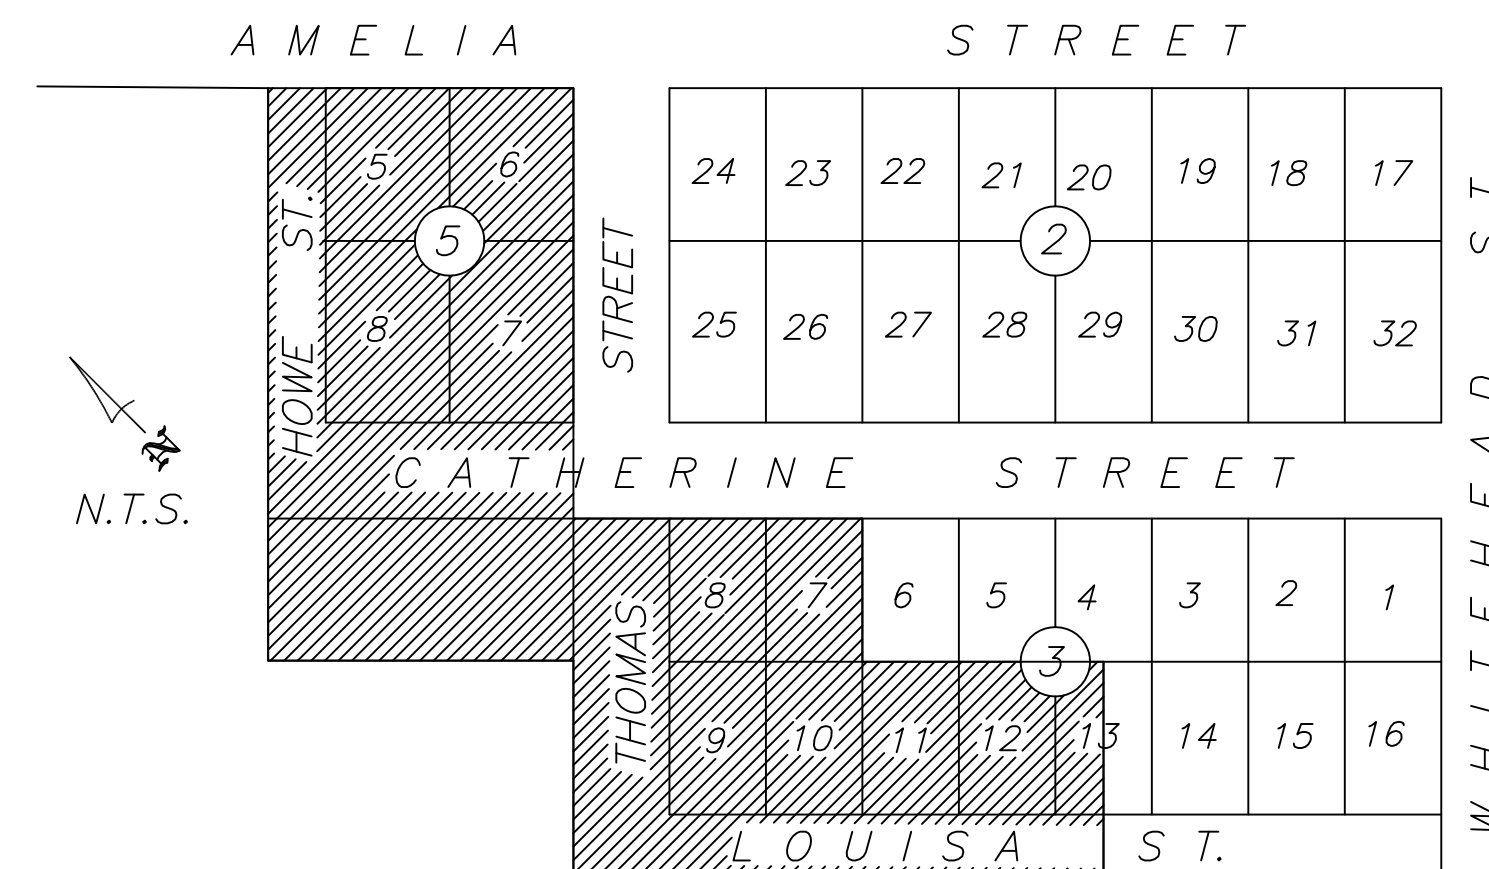 AMELIA STREET
5 6 24 23 22 21 20 19 18 17
5 2
8 7 25 26 27 28 29 30 31 32
HOWE ST.
STREET
WHITEHEAD ST
N
N.T.S.
CATHERINE STREET
8 7 6 5 4 3 2 1
THOMAS
3
9 10 11 12 13 14 15 16
LOUISA ST.